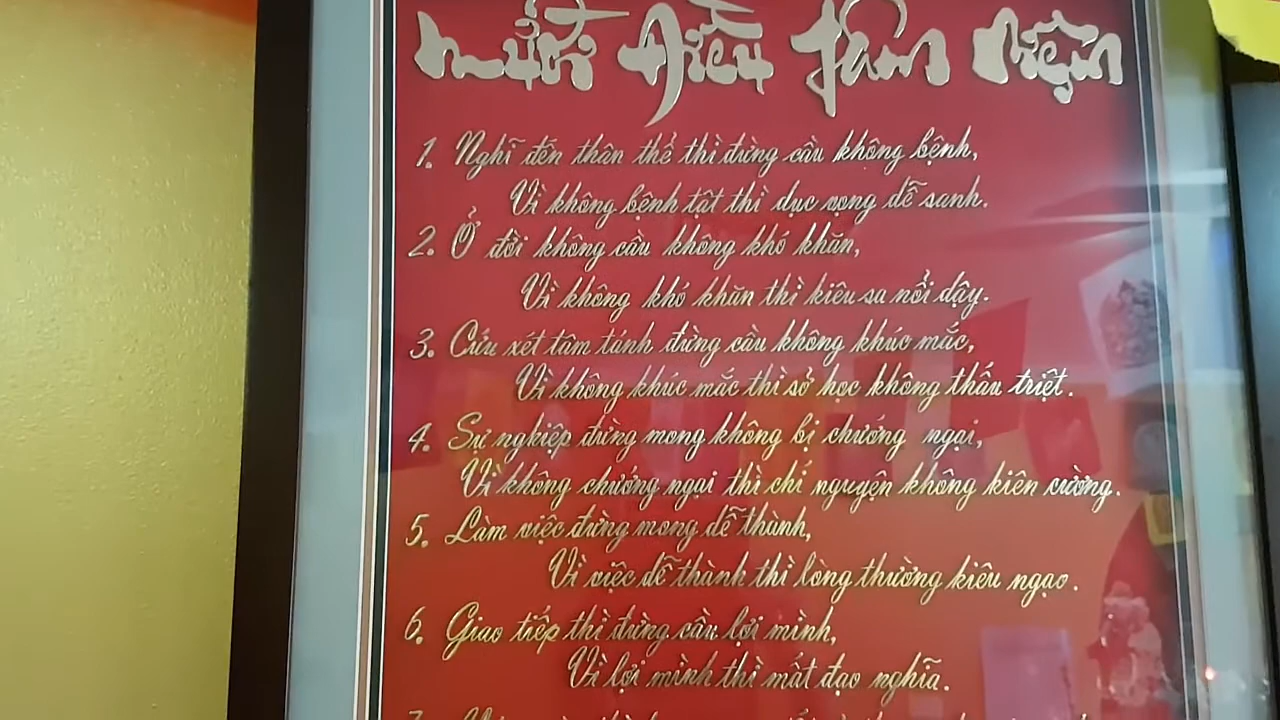 Mười Điều Tâm Niệm
1. Nghĩ đến thân thể thì đừng cầu không bệnh,
Vì không bệnh tật thì dục vọng dễ sanh.
2. Ở đời không cầu không khó khăn,
Vì không khó khăn thì kiêu sa nổi dậy.
3. Cứu xét tâm tánh đừng cầu không khúc mắc,
Vì không khúc mắc thì sở học không thấu triệt.
4. Sự nghiệp đừng mong không bị chướng ngại,
Vì không chướng ngại thì chí nguyện không kiên cường.
5. Làm việc đừng mong dễ thành,
Vì việc dễ thành thì lòng thường kiêu ngạo.
6. Giao tiếp thì đừng cầu lợi mình,
Vì lợi mình thì mất đạo nghĩa.
7.